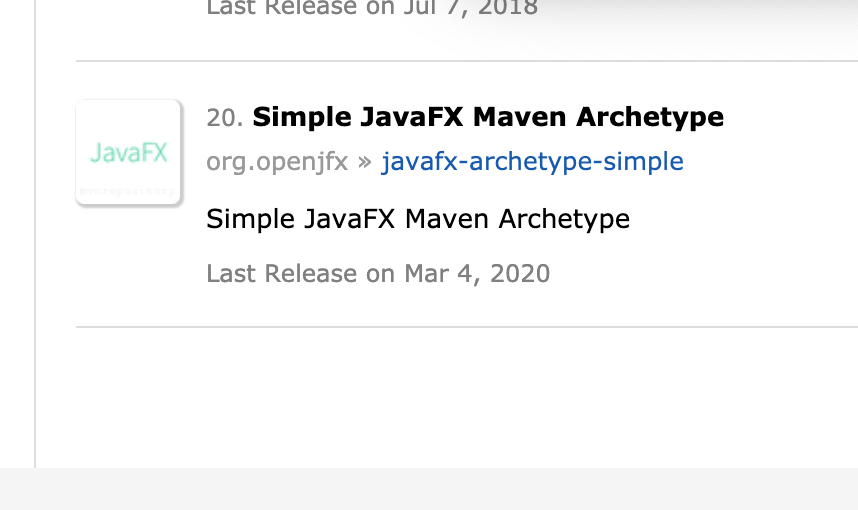 Last Release on Jul 7, 2018
20. Simple JavaFX Maven Archetype
JavaFX
org.openjfx » javafx-archetype-simple
mvnrepository
Simple JavaFX Maven Archetype
Last Release on Mar 4, 2020